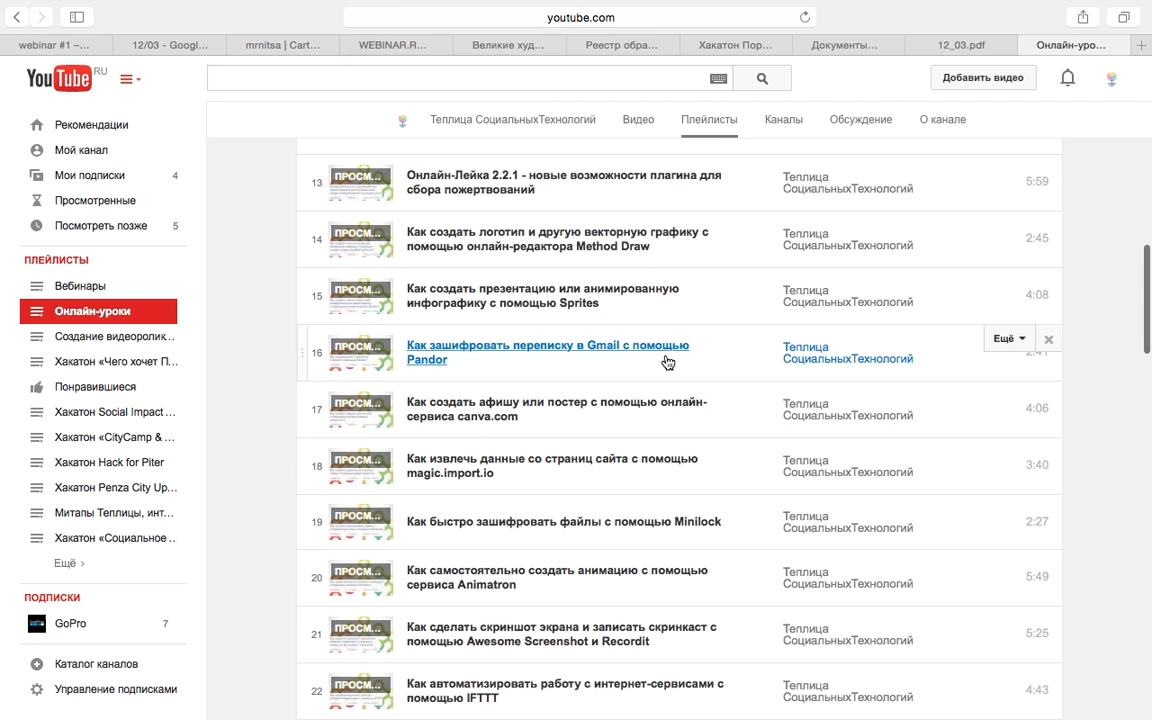 youtube.com
webinar #1 –...
12/03 - Googl...
mrnitsa | Cart...
WEBINAR.R...
Великие худ...
Реестр обра...
Хакатон Пор...
Документы...
12_03.pdf
Онлайн-уро...
YouTube RU
Добавить видео
Теплица СоциальныхТехнологий
Видео
Плейлисты
Каналы
Обсуждение
О канале
Рекомендации
Мой канал
Мои подписки 4
Просмотренные
Посмотреть позже 5
ПЛЕЙЛИСТЫ
Вебинары
Онлайн-уроки
Создание видеоролик...
Хакатон «Чего хочет П...
Понравившиеся
Хакатон Social Impact ...
Хакатон «CityCamp & ...
Хакатон Hack for Piter
Хакатон Penza City Up...
Митапы Теплицы, инт...
Хакатон «Социальное ...
Ещё ›
ПОДПИСКИ
GoPro 7
Каталог каналов
Управление подписками
13 ПРОСМ... Онлайн-Лейка 2.2.1 - новые возможности плагина для Теплица 5:59
сбора пожертвований СоциальныхТехнологий
14 ПРОСМ... Как создать логотип и другую векторную графику с Теплица 2:45
помощью онлайн-редактора Method Draw СоциальныхТехнологий
15 ПРОСМ... Как создать презентацию или анимированную Теплица 4:08
инфографику с помощью Sprites СоциальныхТехнологий
16 ПРОСМ... Как зашифровать переписку в Gmail с помощью Теплица Ещё
Pandor СоциальныхТехнологий
17 ПРОСМ... Как создать афишу или постер с помощью онлайн- Теплица 4:06
сервиса canva.com СоциальныхТехнологий
18 ПРОСМ... Как извлечь данные со страниц сайта с помощью Теплица 3:40
magic.import.io СоциальныхТехнологий
19 ПРОСМ... Как быстро зашифровать файлы с помощью Minilock Теплица 2:27
СоциальныхТехнологий
20 ПРОСМ... Как самостоятельно создать анимацию с помощью Теплица 5:49
сервиса Animatron СоциальныхТехнологий
21 ПРОСМ... Как сделать скриншот экрана и записать скринкаст с Теплица 5:25
помощью Awesome Screenshot и Recordit СоциальныхТехнологий
22 ПРОСМ... Как автоматизировать работу с интернет-сервисами с Теплица 4:43
помощью IFTTT СоциальныхТехнологий